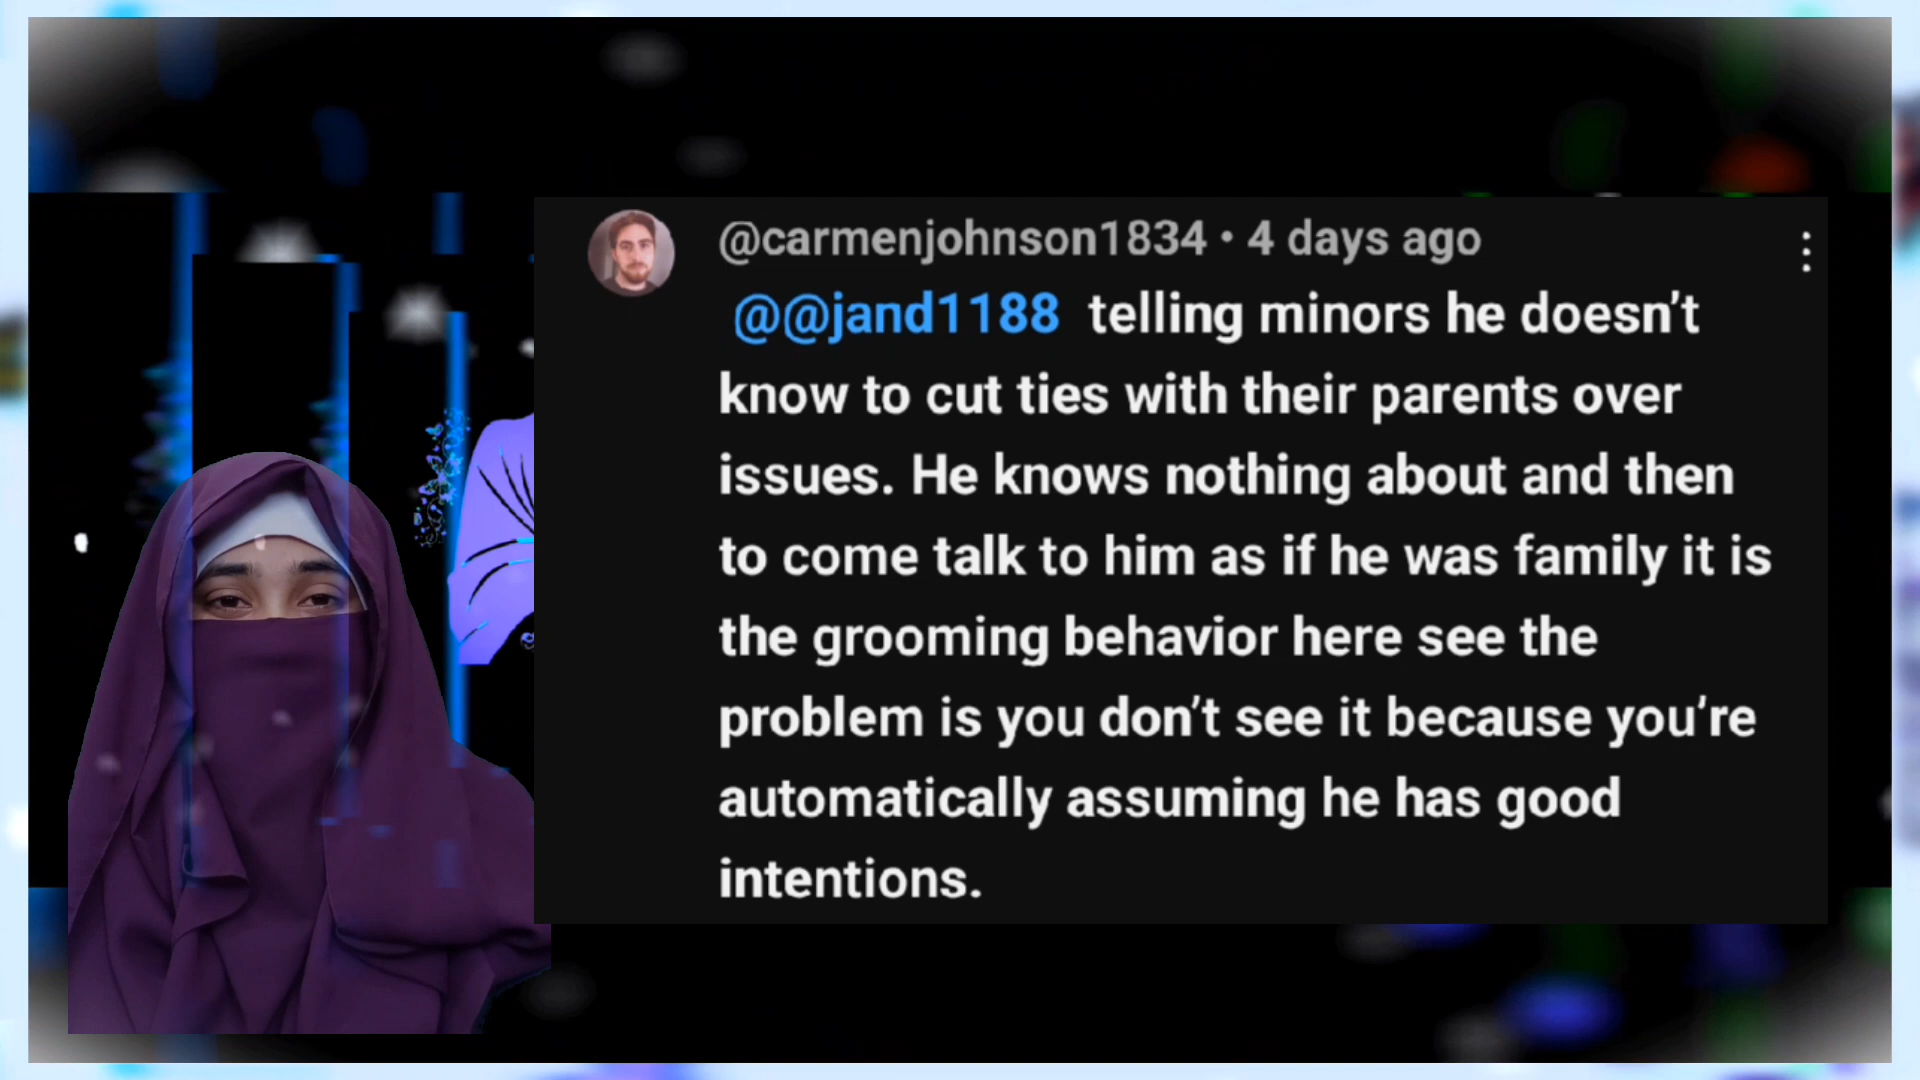 @carmenjohnson1834 • 4 days ago
@@jand1188 telling minors he doesn’t
know to cut ties with their parents over
issues. He knows nothing about and then
to come talk to him as if he was family it is
the grooming behavior here see the
problem is you don’t see it because you’re
automatically assuming he has good
intentions.